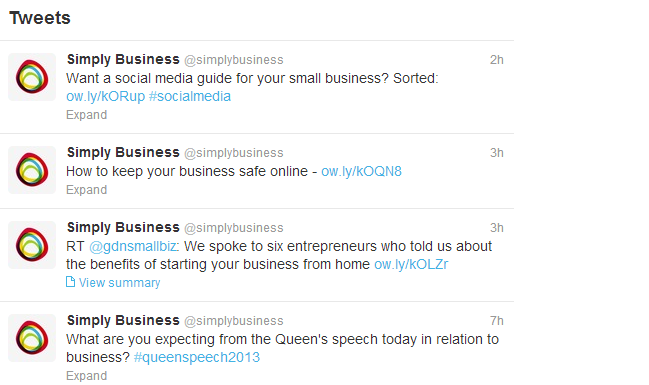 Tweets
Simply Business @simplybusiness 2h
Want a social media guide for your small business? Sorted:
ow.ly/kORup #socialmedia
Expand
Simply Business @simplybusiness 3h
How to keep your business safe online - ow.ly/kOQN8
Expand
Simply Business @simplybusiness 3h
RT @gdnsmallbiz: We spoke to six entrepreneurs who told us about
the benefits of starting your business from home ow.ly/kOLZr
View summary
Simply Business @simplybusiness 7h
What are you expecting from the Queen's speech today in relation to
business? #queenspeech2013
Expand